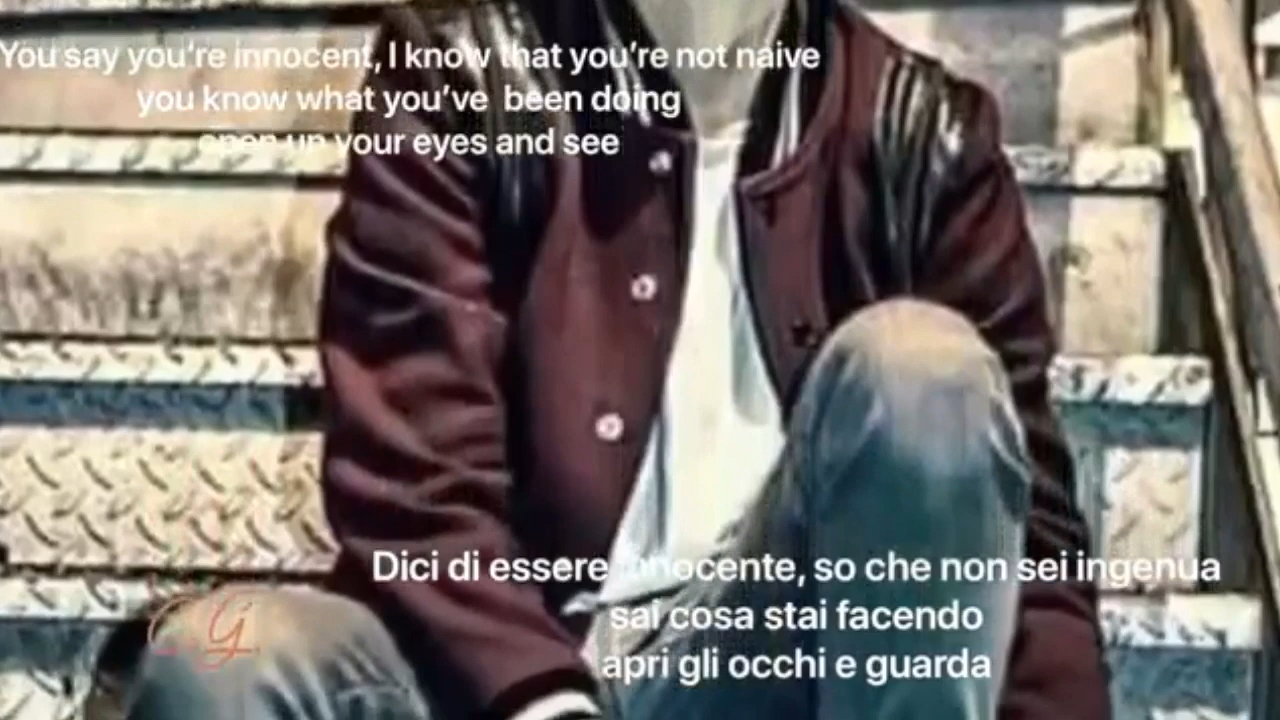 You say you're innocent, I know that you're not naive
you know what you've been doing
open up your eyes and see
Dici di essere innocente, so che non sei ingenua
sai cosa stai facendo
apri gli occhi e guarda
G.